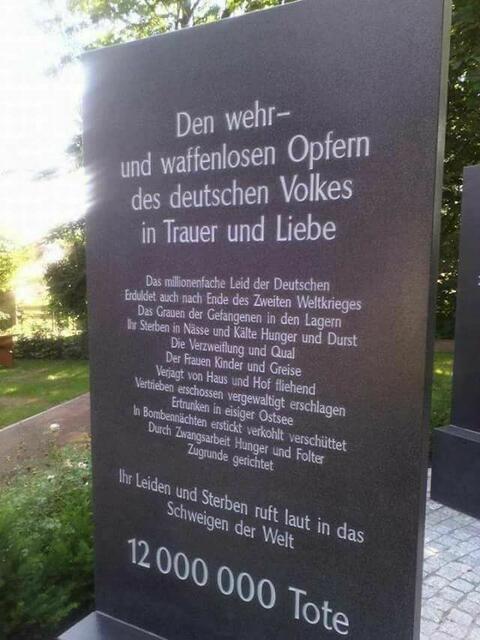 Den wehr–
und waffenlosen Opfern
des deutschen Volkes
in Trauer und Liebe
Das millionenfache Leid der Deutschen
Erduldet auch nach Ende des Zweiten Weltkrieges
Das Grauen der Gefangenen in den Lagern
Ihr Sterben in Nässe und Kälte Hunger und Durst
Die Verzweiflung und Qual
Der Frauen Kinder und Greise
Verjagt von Haus und Hof fliehend
Vertrieben erschossen vergewaltigt erschlagen
Ertrunken in eisiger Ostsee
In Bombennächten erstickt verkohlt verschüttet
Durch Zwangsarbeit Hunger und Folter
Zugrunde gerichtet
Ihr Leiden und Sterben ruft laut in das
Schweigen der Welt
12 000 000 Tote